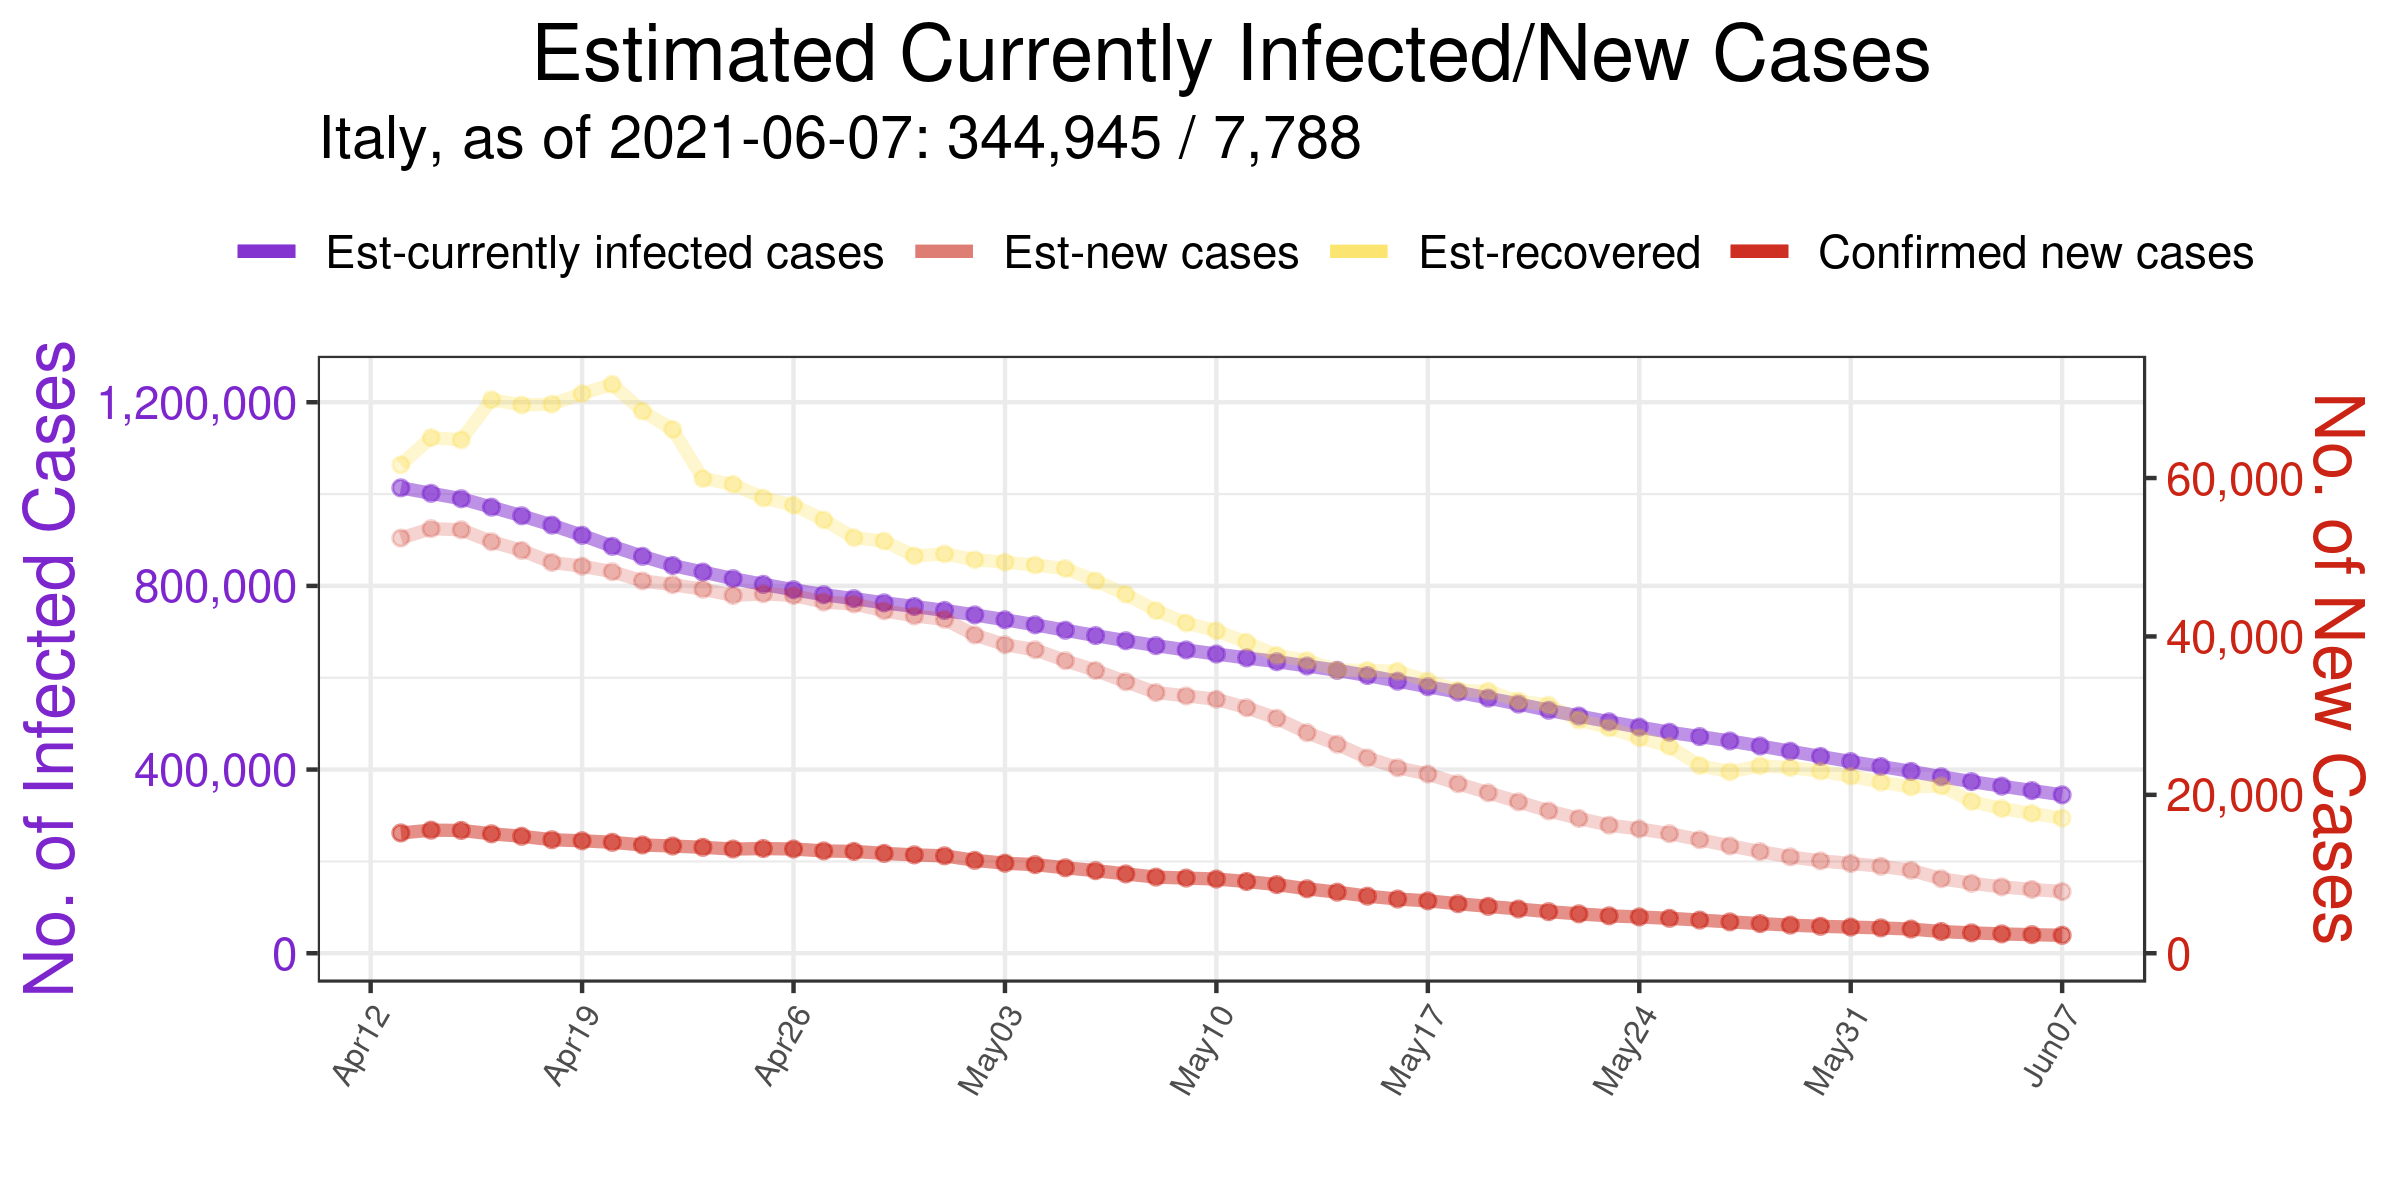 Estimated Currently Infected/New Cases
Italy, as of 2021-06-07: 344,945 / 7,788
Est-currently infected cases Est-new cases Est-recovered Confirmed new cases
No. of Infected Cases
1,200,000
800,000
400,000
0
60,000
40,000
20,000
0
No. of New Cases
Apr12 Apr19 Apr26 May03 May10 May17 May24 May31 Jun07